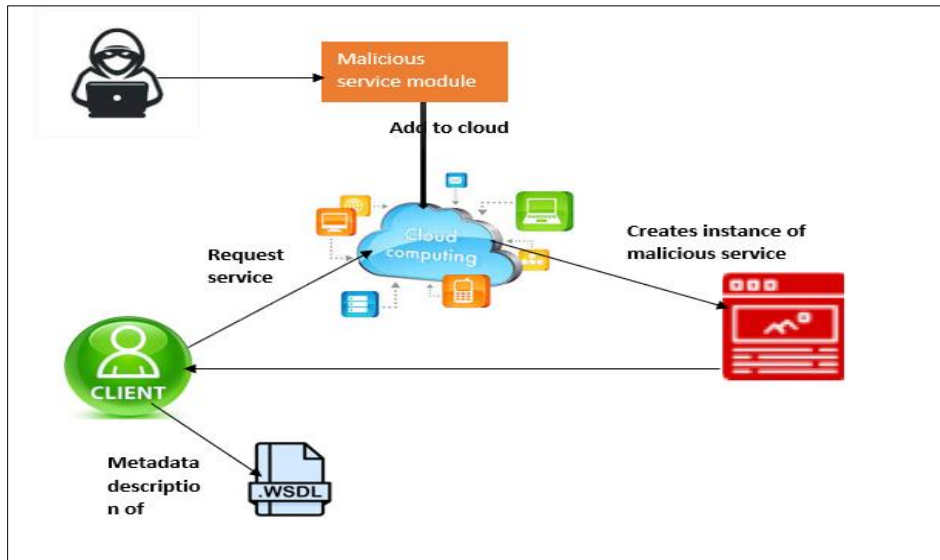 Malicious
service module
Add to cloud
Cloud
computing
Request
service
Creates instance of
malicious service
CLIENT
Metadata
descriptio
n of
.WSDL